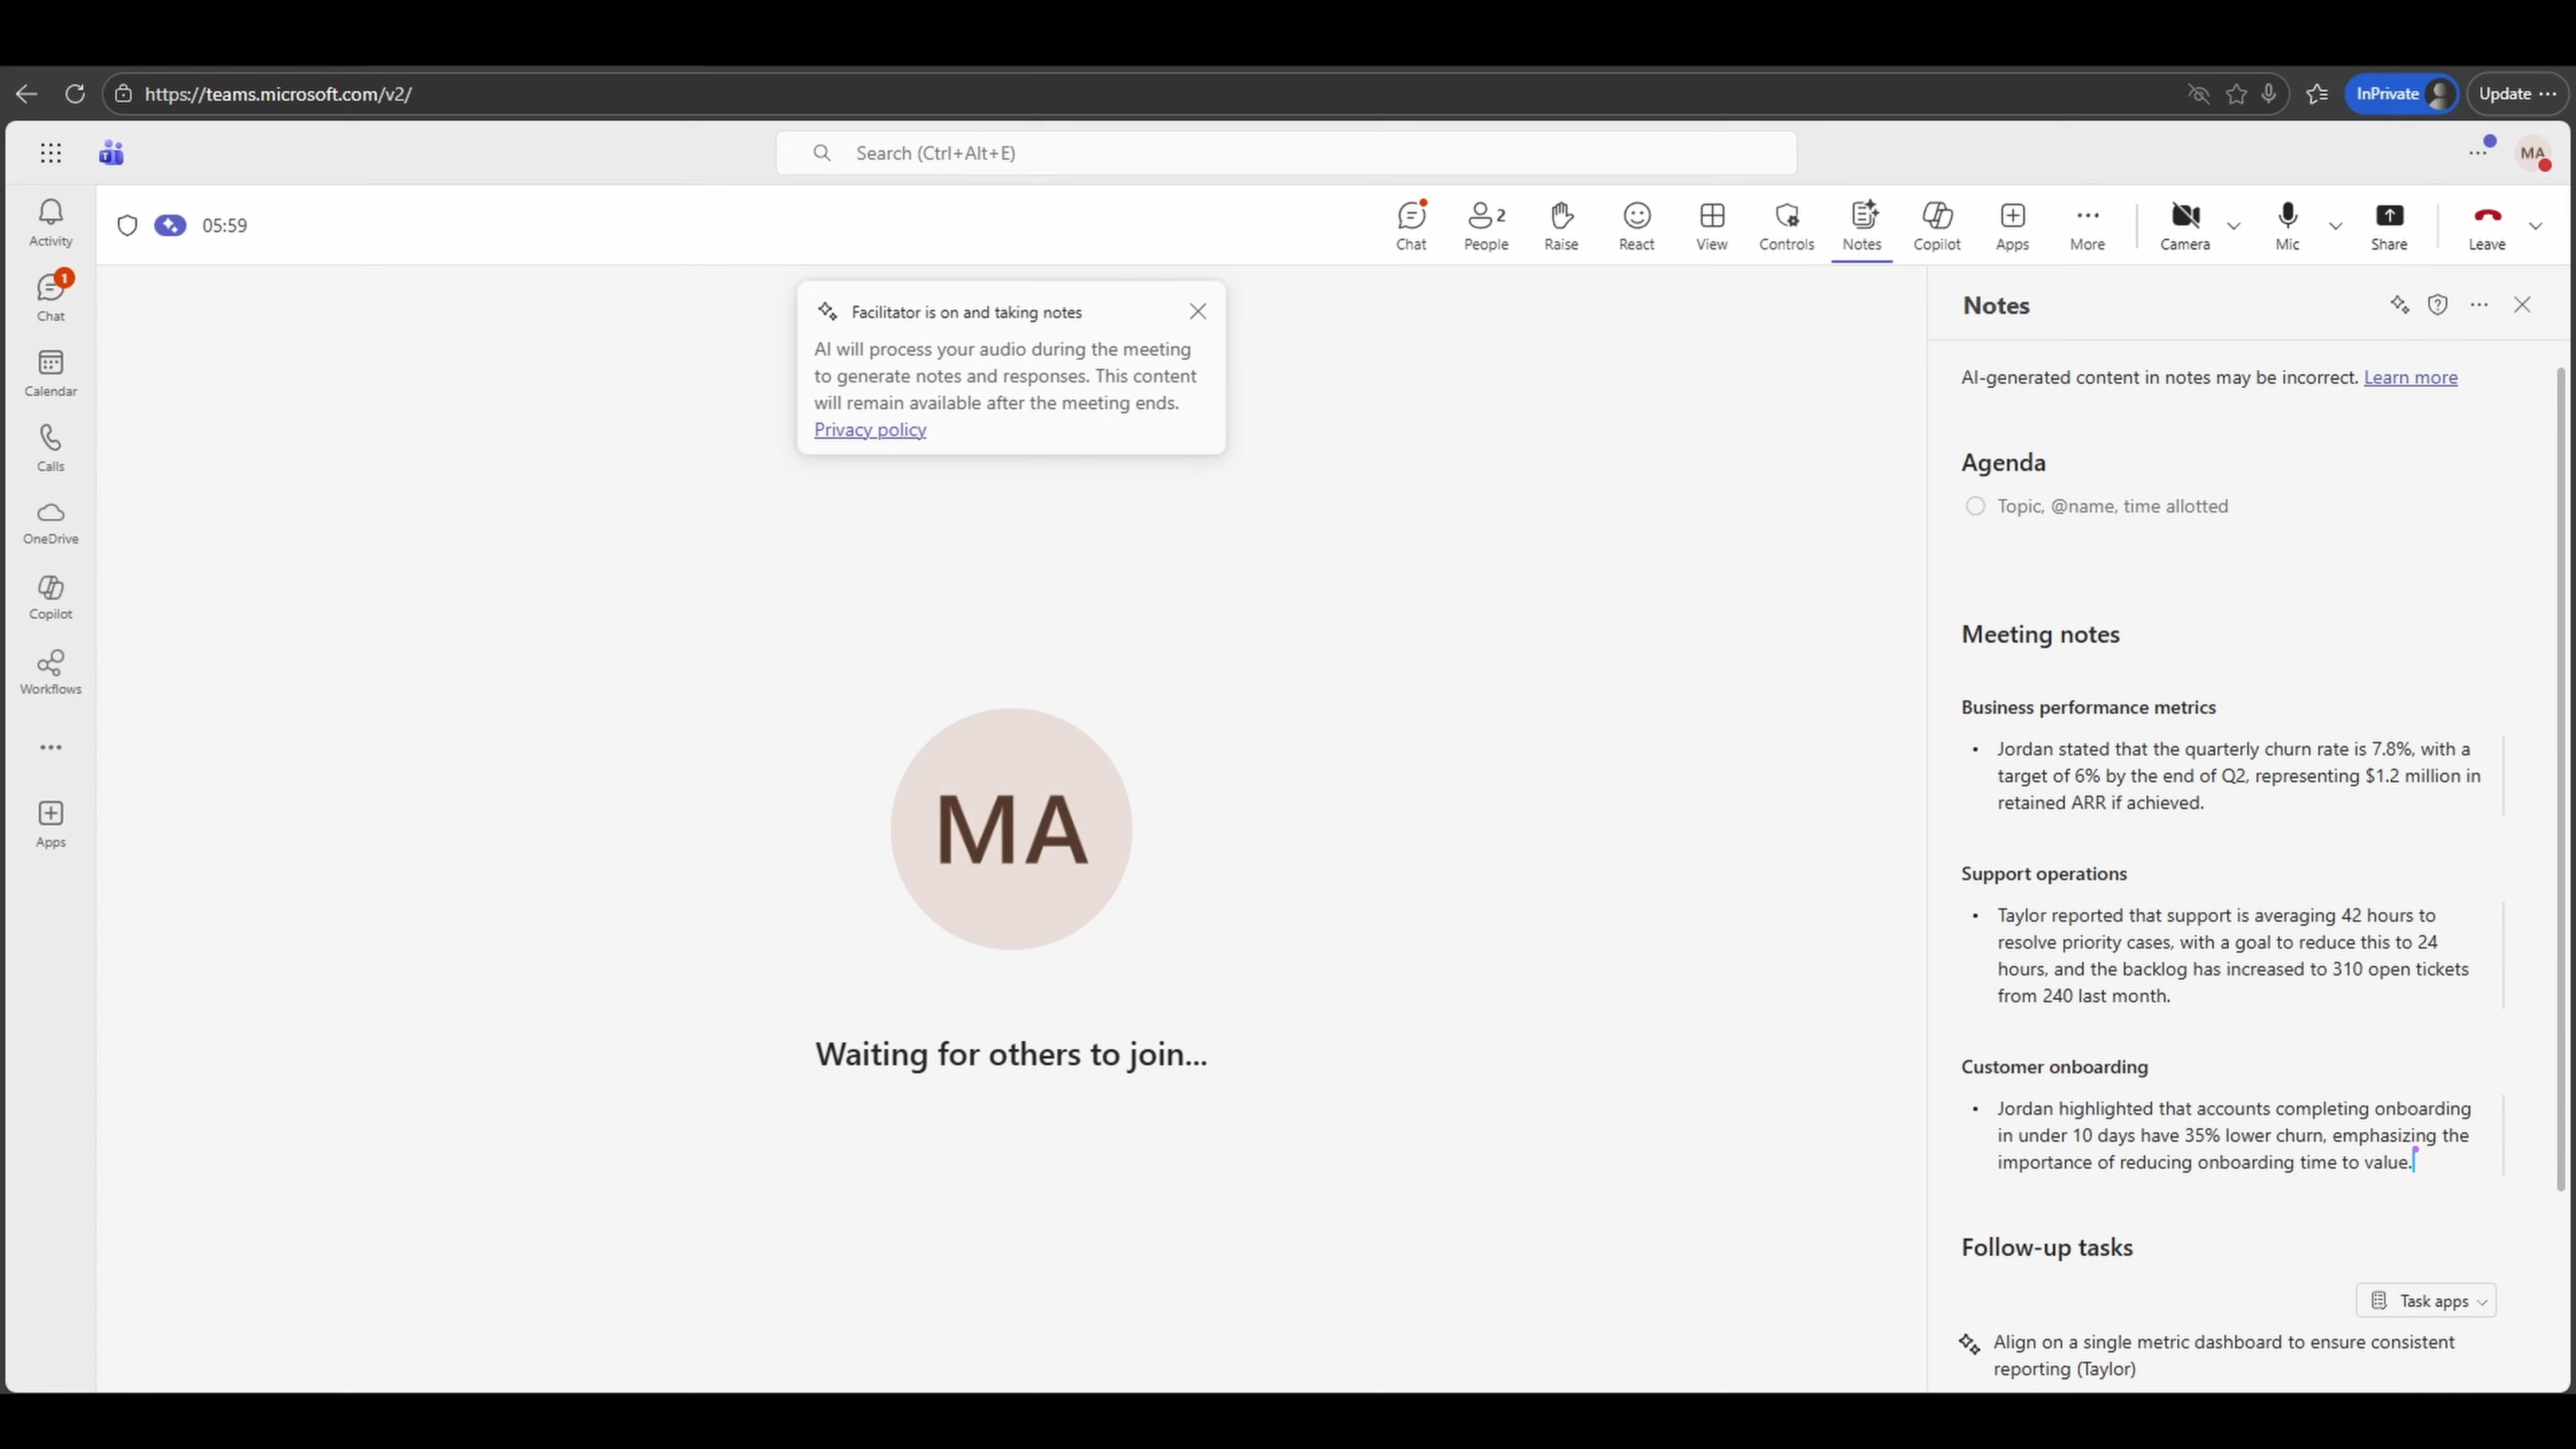 https://teams.microsoft.com/v2/
InPrivate
Update
Search (Ctrl+Alt+E)
MA
Activity
1
Chat
Calendar
Calls
OneDrive
Copilot
Workflows
Apps
05:59
Chat
2
People
Raise
React
View
Controls
Notes
Copilot
Apps
More
Camera
Mic
Share
Leave
Facilitator is on and taking notes
AI will process your audio during the meeting
to generate notes and responses. This content
will remain available after the meeting ends.
Privacy policy
MA
Waiting for others to join...
Notes
AI-generated content in notes may be incorrect. Learn more
Agenda
Topic, @name, time allotted
Meeting notes
Business performance metrics
• Jordan stated that the quarterly churn rate is 7.8%, with a
target of 6% by the end of Q2, representing $1.2 million in
retained ARR if achieved.
Support operations
• Taylor reported that support is averaging 42 hours to
resolve priority cases, with a goal to reduce this to 24
hours, and the backlog has increased to 310 open tickets
from 240 last month.
Customer onboarding
• Jordan highlighted that accounts completing onboarding
in under 10 days have 35% lower churn, emphasizing the
importance of reducing onboarding time to value.
Follow-up tasks
Task apps
Align on a single metric dashboard to ensure consistent
reporting (Taylor)